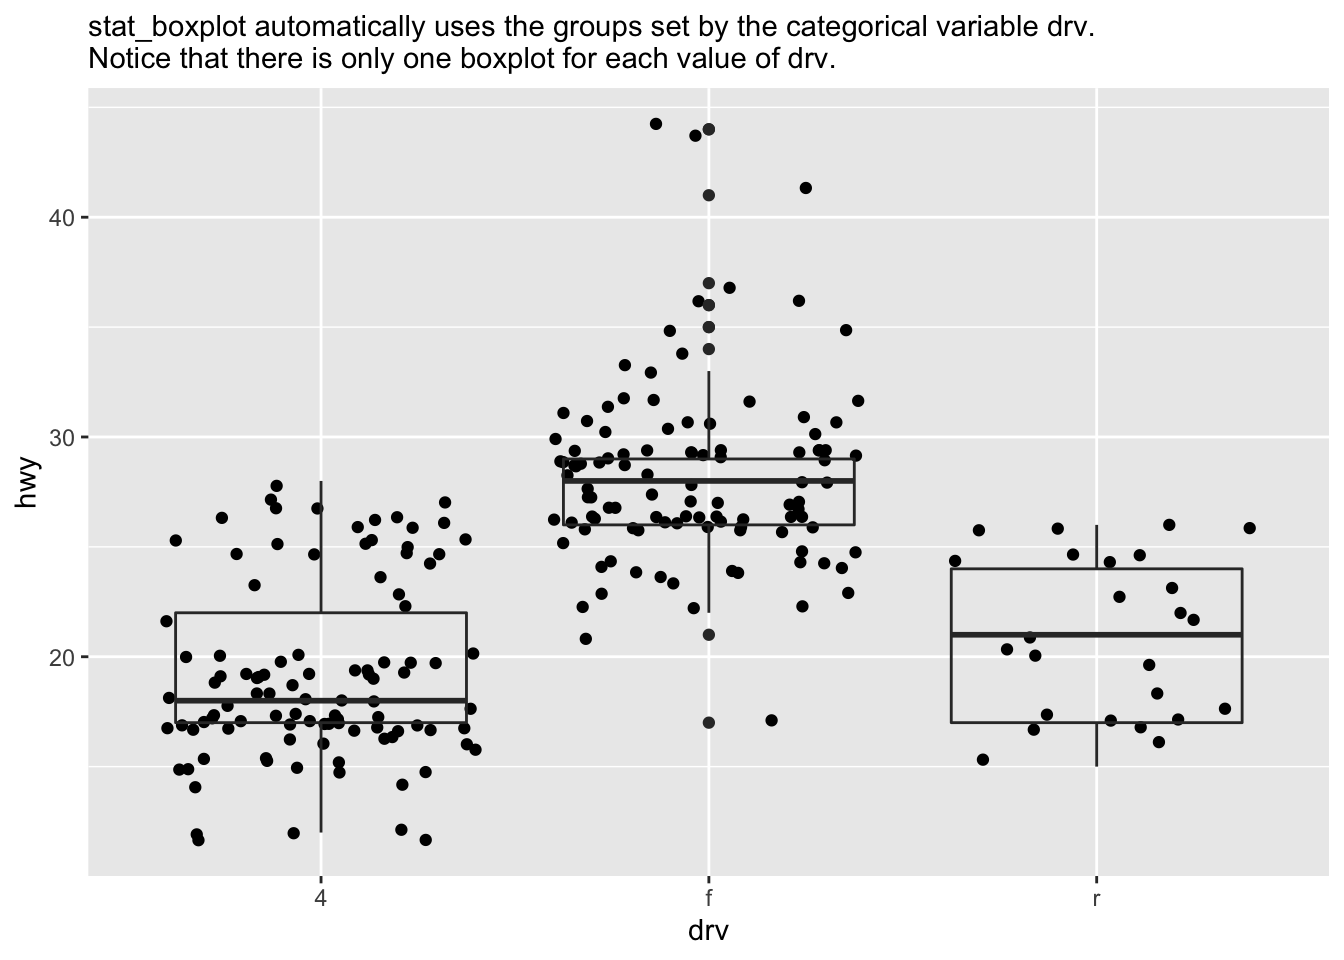 stat_boxplot automatically uses the groups set by the categorical variable drv.
Notice that there is only one boxplot for each value of drv.
40
30
20
hwy
4 f r
drv